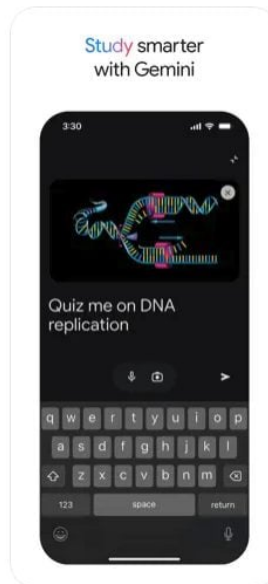 Study smarter
with Gemini
3:30
Quiz me on DNA
replication
q w e r t y u i o p
a s d f g h j k l
z x c v b n m
123 space return